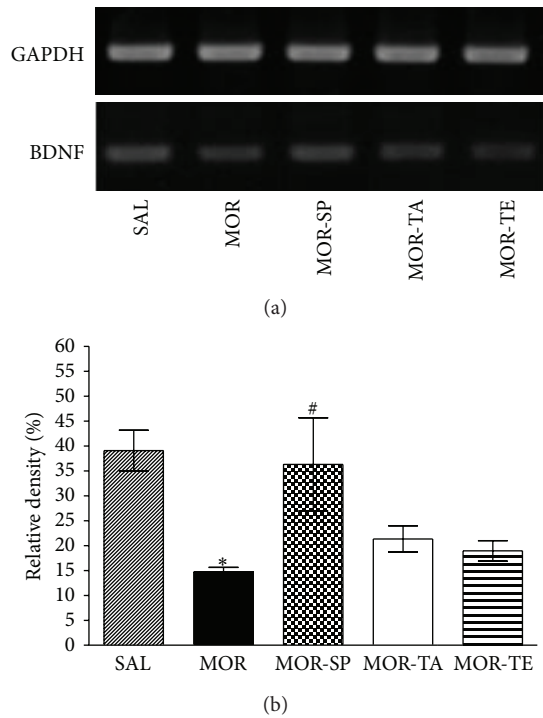 GAPDH
BDNF
SAL
MOR
MOR-SP
MOR-TA
MOR-TE
(a)
60
55
50
45
40
35
30
25
20
15
10
5
0
Relative density (%)
*
#
SAL MOR MOR-SP MOR-TA MOR-TE
(b)